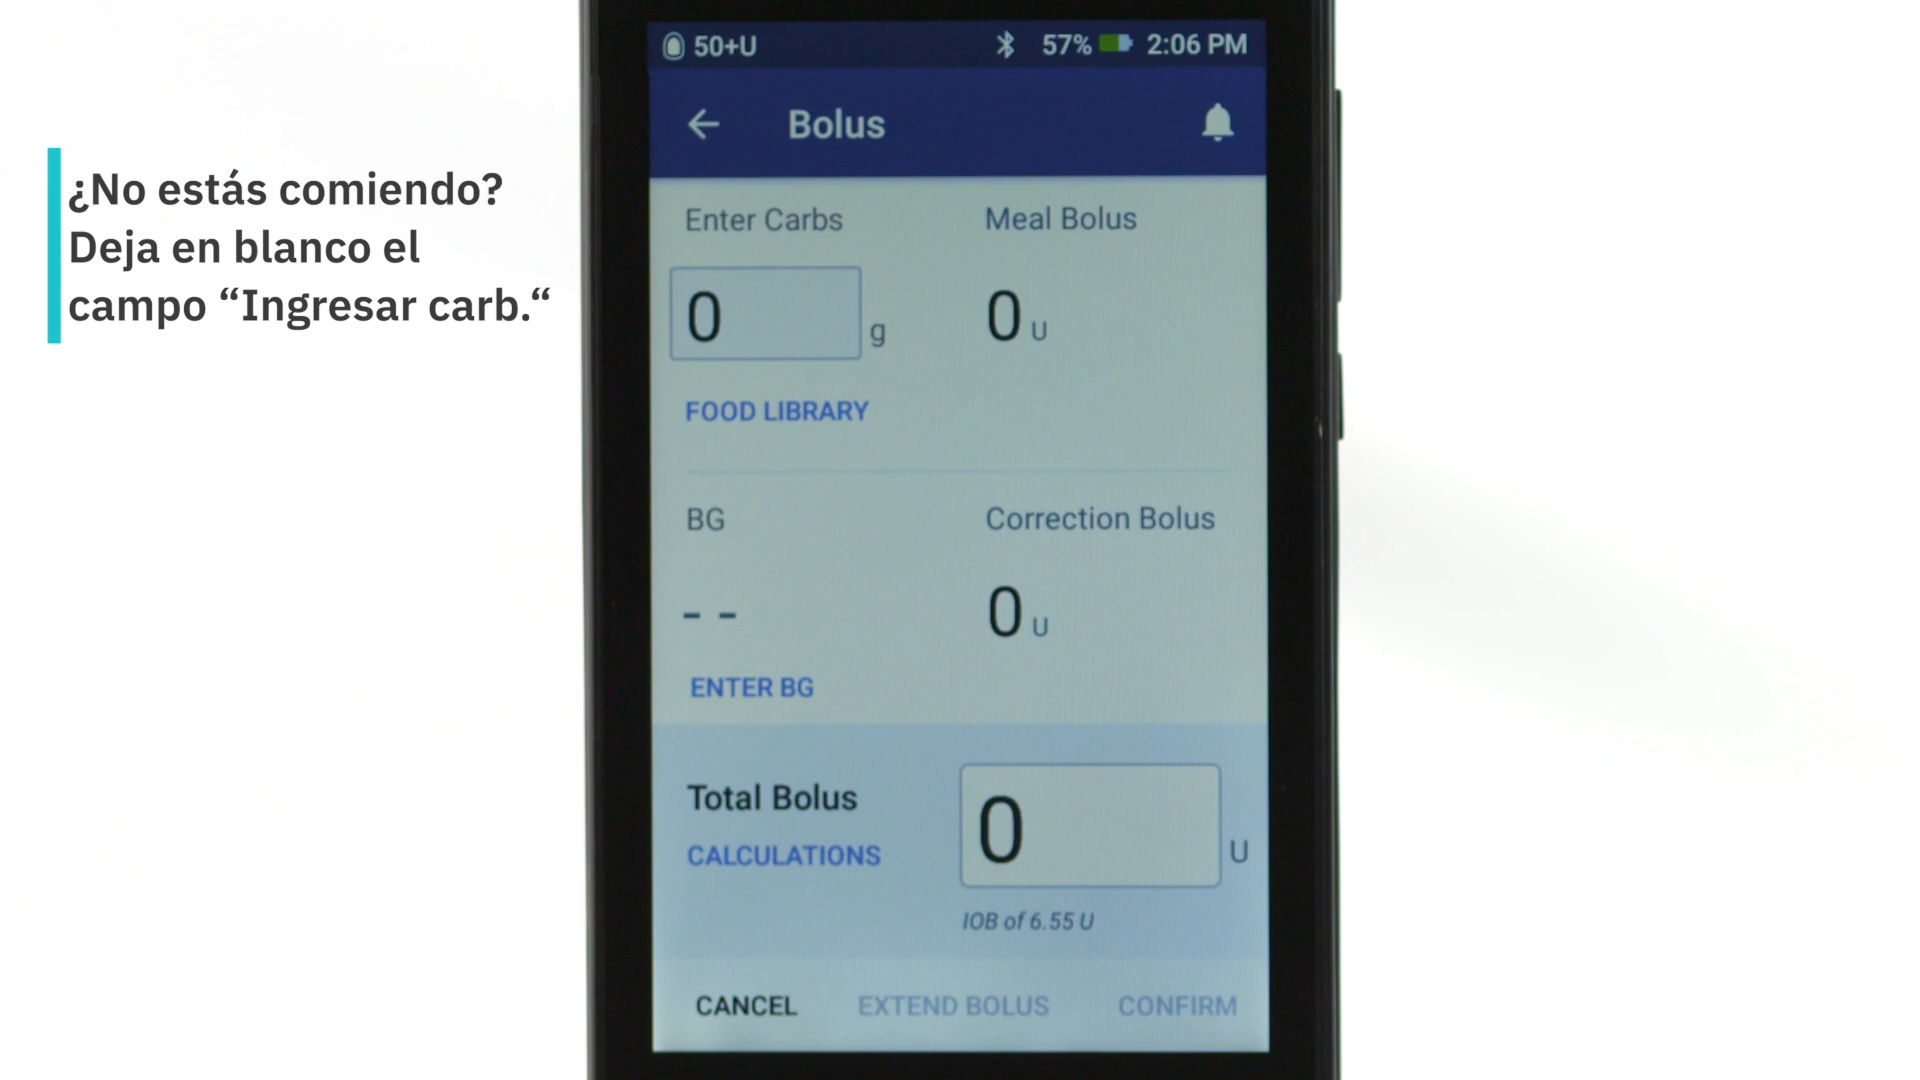 ¿No estás comiendo?
Deja en blanco el
campo “Ingresar carb.“
50+U 57% 2:06 PM
Bolus
Enter Carbs Meal Bolus
0 g 0 U
FOOD LIBRARY
BG Correction Bolus
-- 0 U
ENTER BG
Total Bolus 0 U
CALCULATIONS
IOB of 6.55 U
CANCEL EXTEND BOLUS CONFIRM